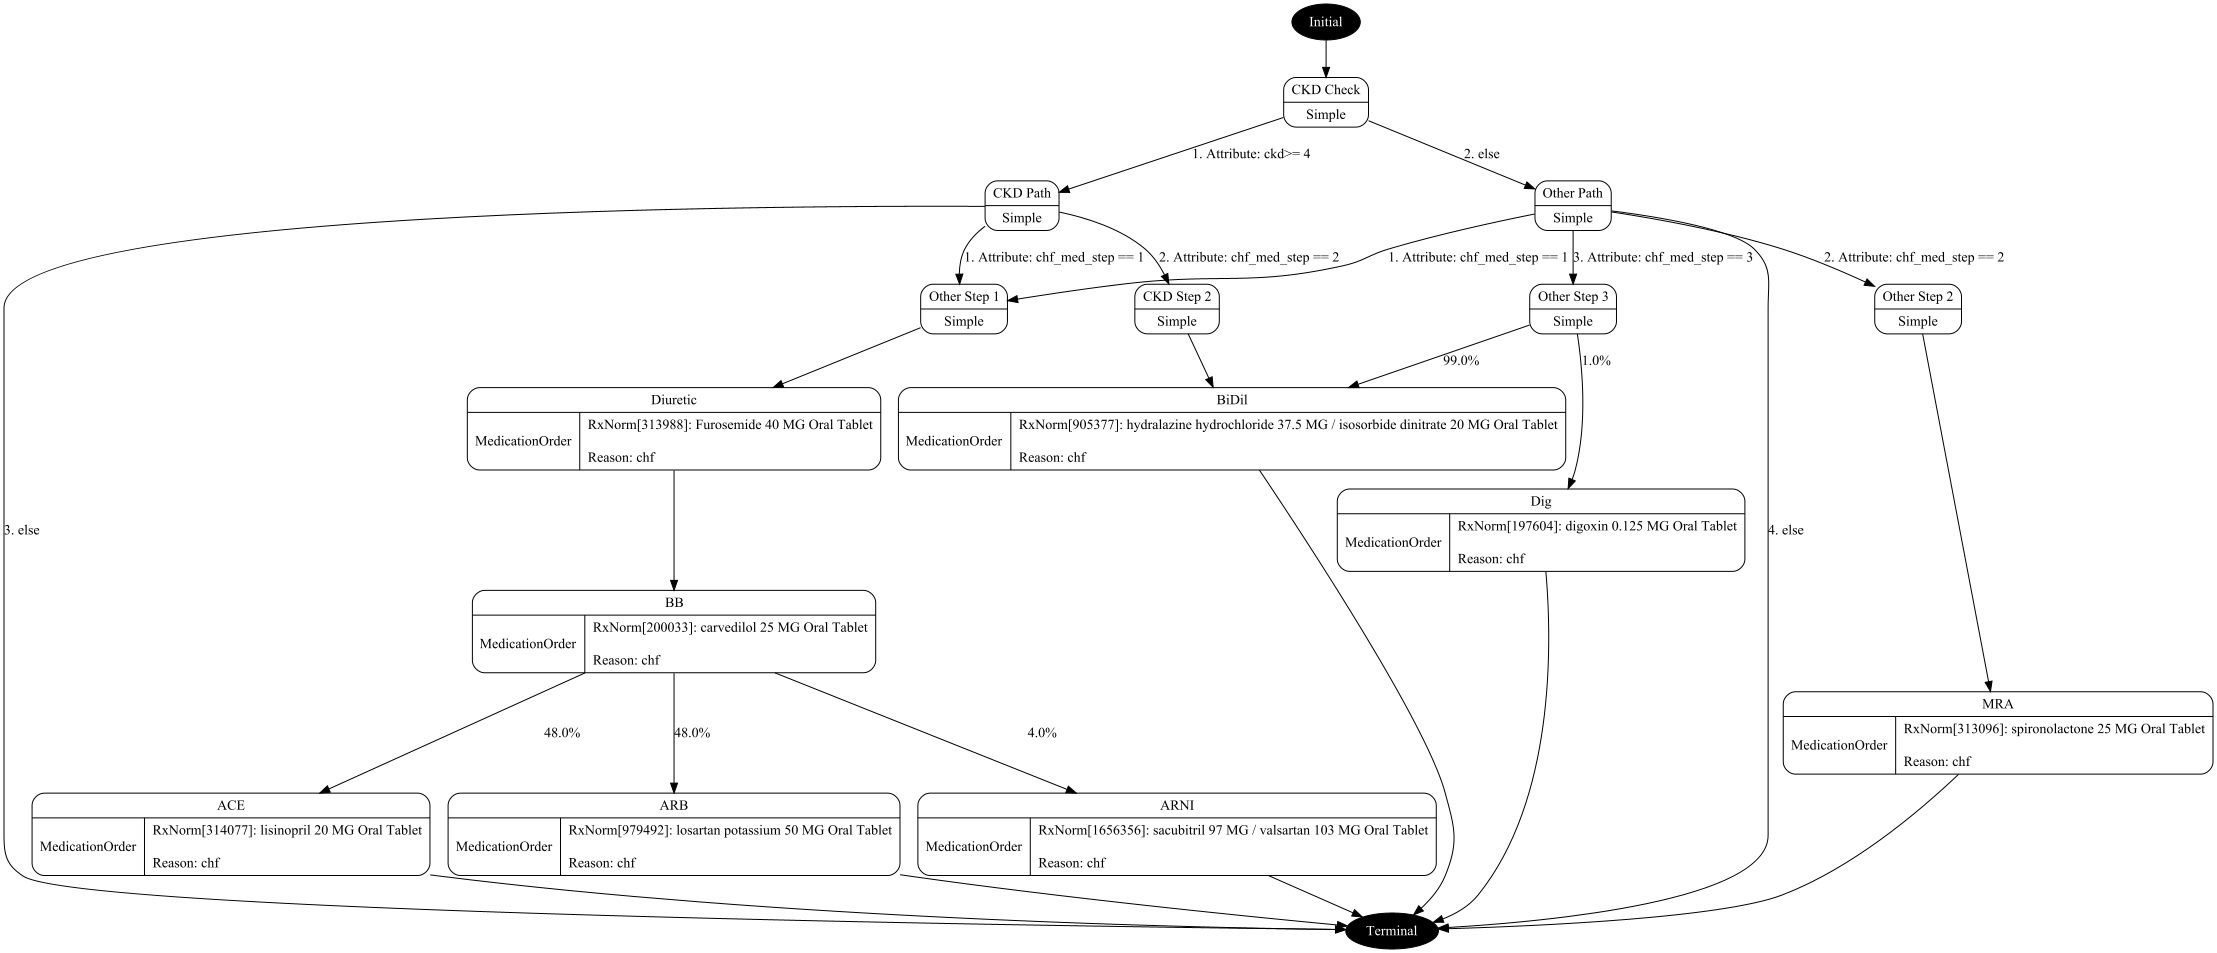 Initial
CKD Check
Simple
1. Attribute: ckd>= 4
2. else
CKD Path
Simple
Other Path
Simple
1. Attribute: chf_med_step == 1
2. Attribute: chf_med_step == 2
1. Attribute: chf_med_step == 1
3. Attribute: chf_med_step == 3
2. Attribute: chf_med_step == 2
Other Step 1
Simple
CKD Step 2
Simple
Other Step 3
Simple
Other Step 2
Simple
99.0%
1.0%
Diuretic
MedicationOrder
RxNorm[313988]: Furosemide 40 MG Oral Tablet
Reason: chf
BiDil
MedicationOrder
RxNorm[905377]: hydralazine hydrochloride 37.5 MG / isosorbide dinitrate 20 MG Oral Tablet
Reason: chf
3. else
Dig
MedicationOrder
RxNorm[197604]: digoxin 0.125 MG Oral Tablet
Reason: chf
4. else
BB
MedicationOrder
RxNorm[200033]: carvedilol 25 MG Oral Tablet
Reason: chf
48.0%
48.0%
4.0%
MRA
MedicationOrder
RxNorm[313096]: spironolactone 25 MG Oral Tablet
Reason: chf
ACE
MedicationOrder
RxNorm[314077]: lisinopril 20 MG Oral Tablet
Reason: chf
ARB
MedicationOrder
RxNorm[979492]: losartan potassium 50 MG Oral Tablet
Reason: chf
ARNI
MedicationOrder
RxNorm[1656356]: sacubitril 97 MG / valsartan 103 MG Oral Tablet
Reason: chf
Terminal